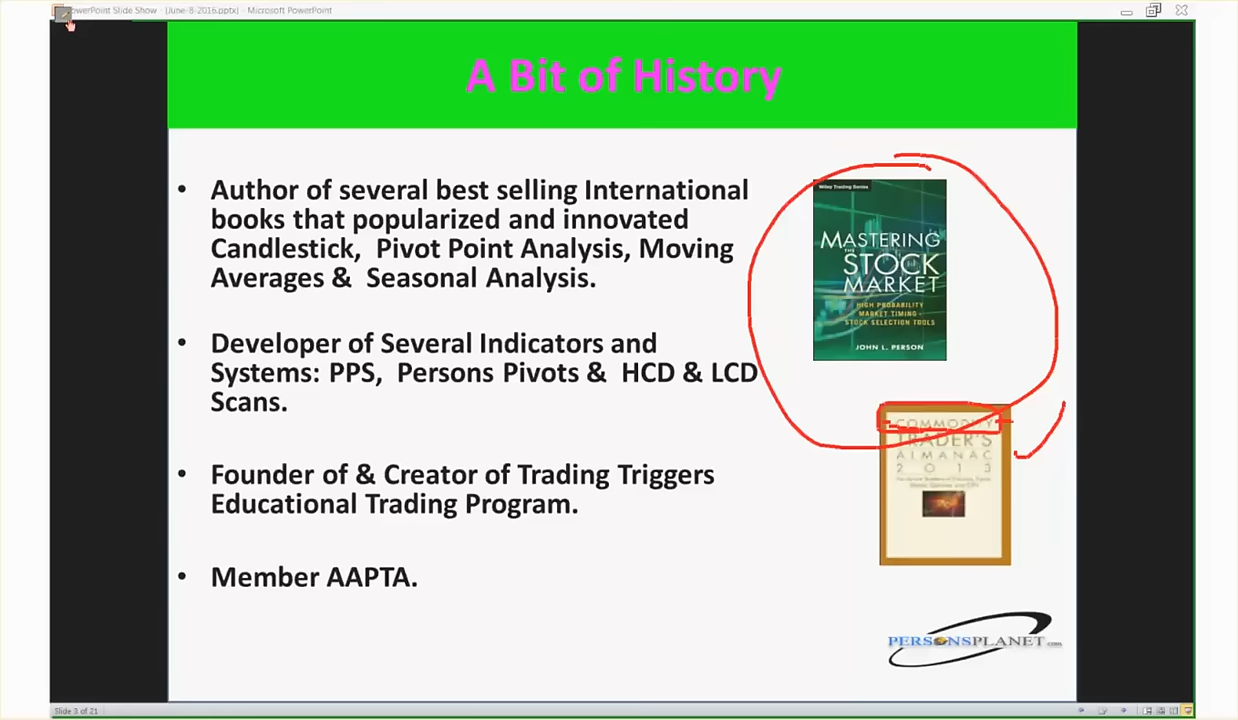 PowerPoint Slide Show - [June-8-2016.pptx] - Microsoft PowerPoint
A Bit of History
• Author of several best selling International
books that popularized and innovated
Candlestick, Pivot Point Analysis, Moving
Averages & Seasonal Analysis.
• Developer of Several Indicators and
Systems: PPS, Persons Pivots & HCD & LCD
Scans.
• Founder of & Creator of Trading Triggers
Educational Trading Program.
• Member AAPTA.
Wiley Trading Series
MASTERING
THE
STOCK
MARKET
HIGH PROBABILITY
MARKET TIMING +
STOCK SELECTION TOOLS
JOHN L. PERSON
COMMODITY
TRADER'S
ALMANAC
2013
PERSONSPLANET.COM
Slide 3 of 21